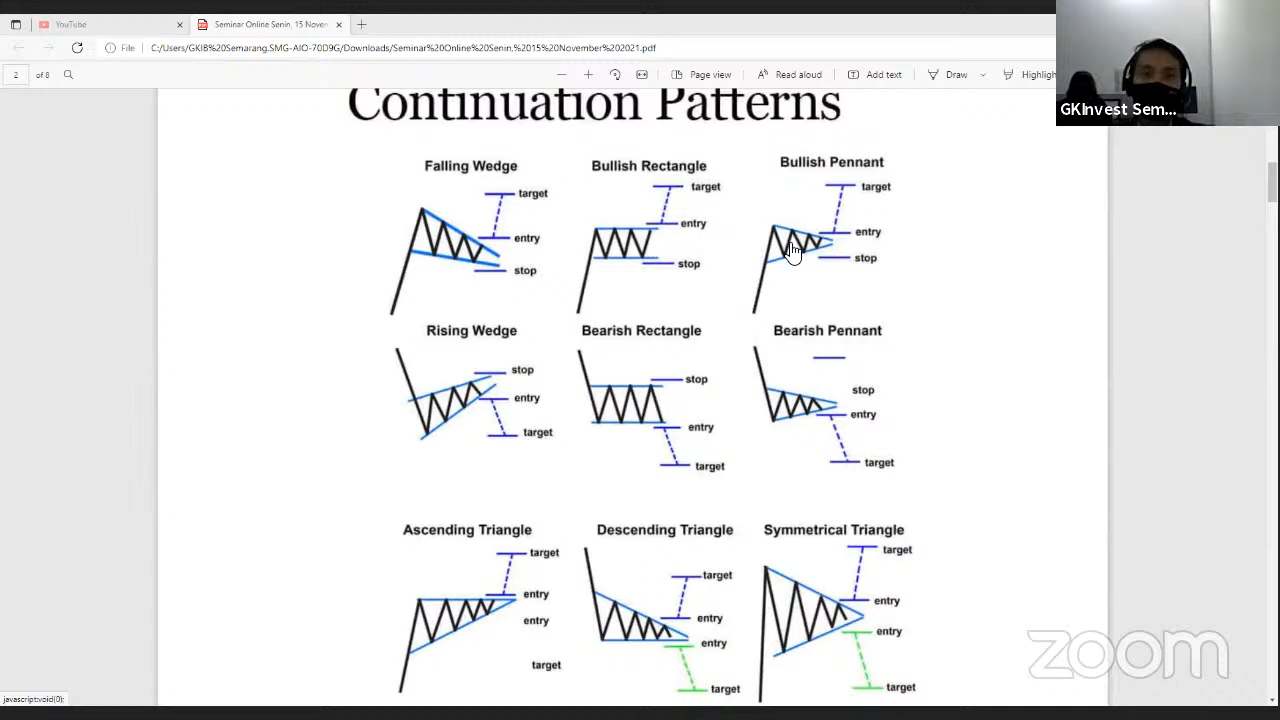 YouTube
Seminar Online Senin, 15 Nover
File
C:/Users/GKIB%20Semarang.SMG-AIO-70D9G/Downloads/Seminar%20Online%20Senin,%2015%20November%202021.pdf
2 of 8
Page view
Read aloud
Add text
Draw
Highligh
GKInvest Sem...
Continuation Patterns
Falling Wedge
target
entry
stop
Bullish Rectangle
target
entry
stop
Bullish Pennant
target
entry
stop
Rising Wedge
stop
entry
target
Bearish Rectangle
stop
entry
target
Bearish Pennant
stop
entry
target
Ascending Triangle
target
entry
entry
target
Descending Triangle
target
entry
entry
target
Symmetrical Triangle
target
entry
entry
target
zoom
javascript:void(0);